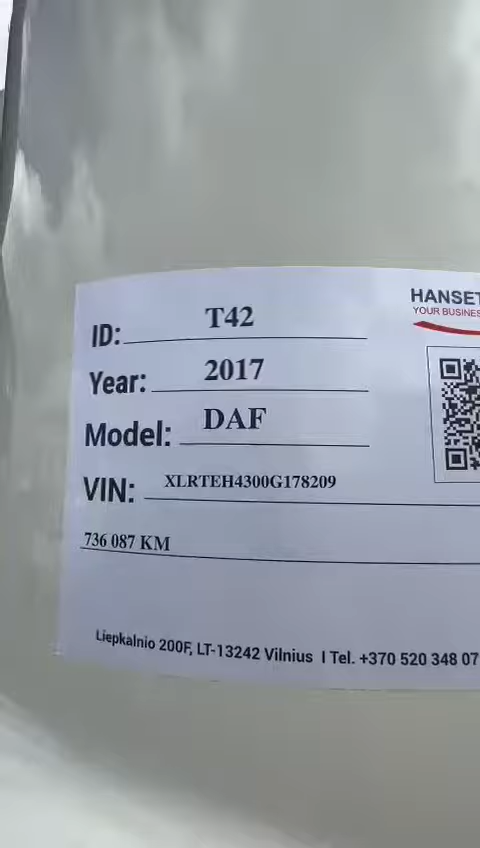 HANSET
YOUR BUSINES
ID: T42
Year: 2017
Model: DAF
VIN: XLRTEH4300G178209
736 087 KM
Liepkalnio 200F, LT-13242 Vilnius I Tel. +370 520 348 07